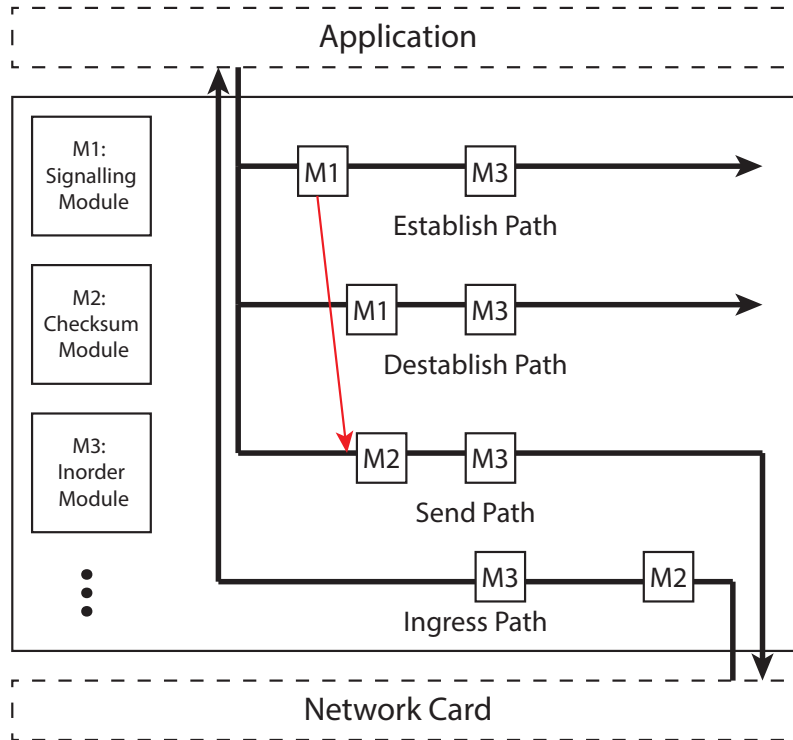 Application
M1:
Signalling
Module
M1 M3
Establish Path
M2:
Checksum
Module
M1 M3
Destablish Path
M3:
Inorder
Module
M2 M3
Send Path
M3 M2
Ingress Path
Network Card